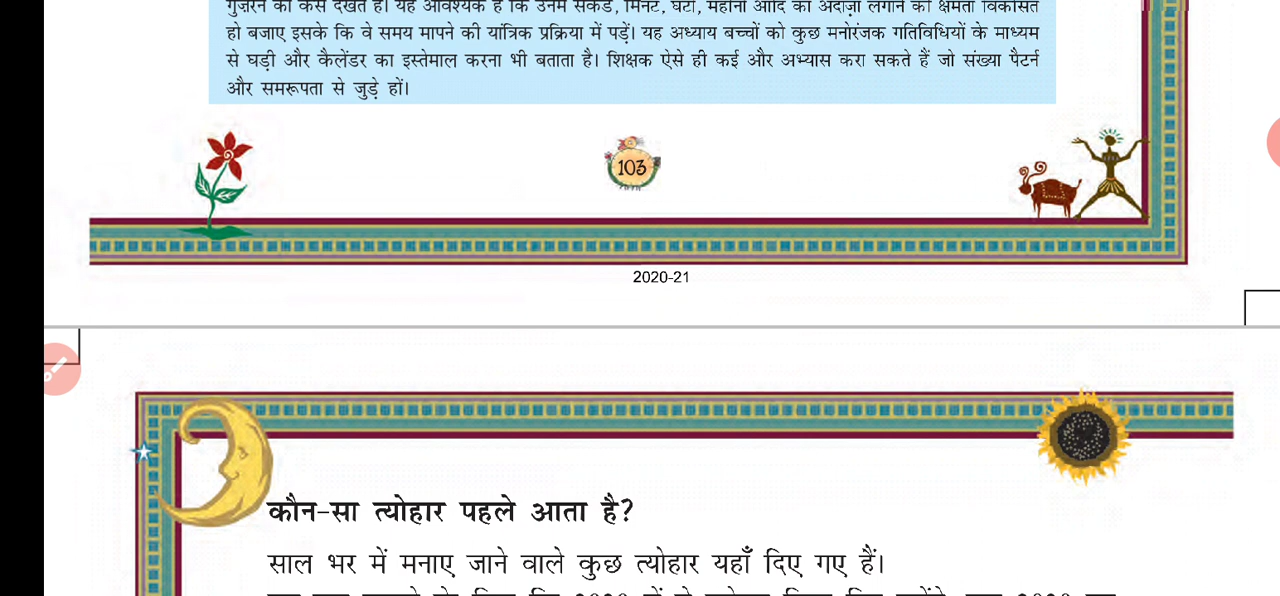 गुज़रने को कैसे देखते हैं। यह आवश्यक है कि उनमें सेकंड, मिनट, घंटा, महीना आदि का अंदाज़ा लगाने की क्षमता विकसित
हो बजाए इसके कि वे समय मापने की यांत्रिक प्रक्रिया में पड़ें। यह अध्याय बच्चों को कुछ मनोरंजक गतिविधियों के माध्यम
से घड़ी और कैलेंडर का इस्तेमाल करना भी बताता है। शिक्षक ऐसे ही कई और अभ्यास करा सकते हैं जो संख्या पैटर्न
और समरूपता से जुड़े हों।
103
2020-21
कौन-सा त्योहार पहले आता है?
साल भर में मनाए जाने वाले कुछ त्योहार यहाँ दिए गए हैं।